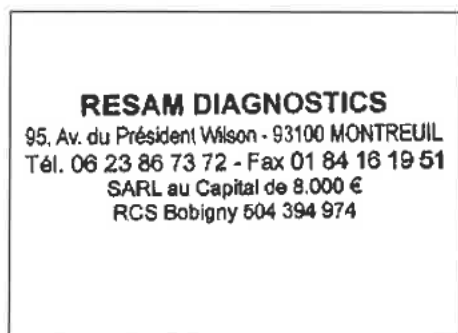 RESAM DIAGNOSTICS
95, Av. du Président Wilson - 93100 MONTREUIL
Tél. 06 23 86 73 72 - Fax 01 84 16 19 51
SARL au Capital de 8.000 €
RCS Bobigny 504 394 974